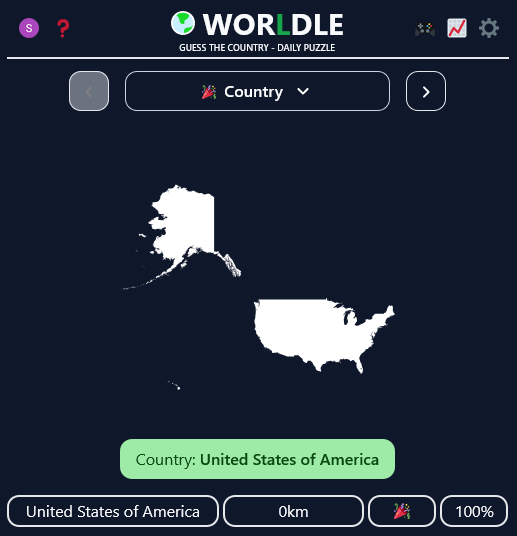 S
WORLDLE
GUESS THE COUNTRY - DAILY PUZZLE
Country
Country: United States of America
United States of America
0km
100%